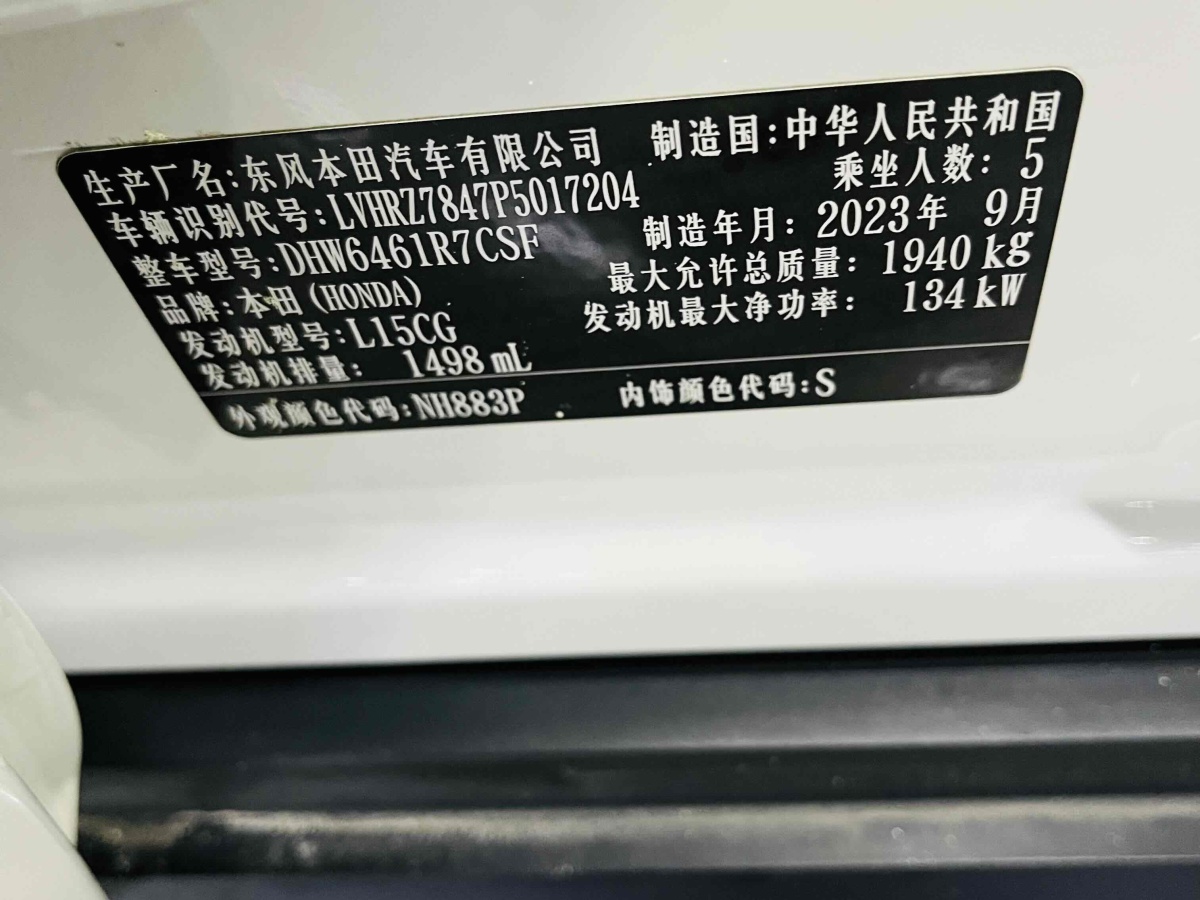 生产厂名:东风本田汽车有限公司 制造国:中华人民共和国
车辆识别代号:LVHRZ7847P5017204 乘坐人数:5
整车型号:DHW6461R7CSF 制造年月:2023年 9月
品牌:本田(HONDA) 最大允许总质量:1940 kg
发动机型号:L15CG 发动机最大净功率: 134 kW
发动机排量: 1498 mL
外观颜色代码:NH883P 内饰颜色代码:S